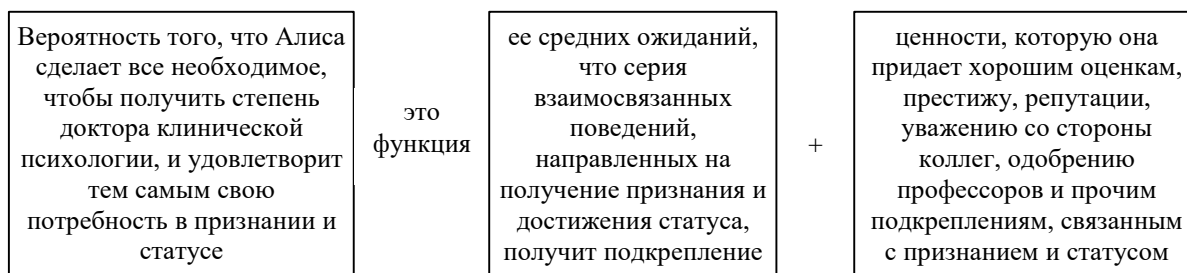 Вероятность того, что Алиса
сделает все необходимое,
чтобы получить степень
доктора клинической
психологии, и удовлетворит
тем самым свою
потребность в признании и
статусе
это
функция
ее средних ожиданий,
что серия
взаимосвязанных
поведений,
направленных на
получение признания и
достижения статуса,
получит подкрепление
+
ценности, которую она
придает хорошим оценкам,
престижу, репутации,
уважению со стороны
коллег, одобрению
профессоров и прочим
подкреплениям, связанным
с признанием и статусом